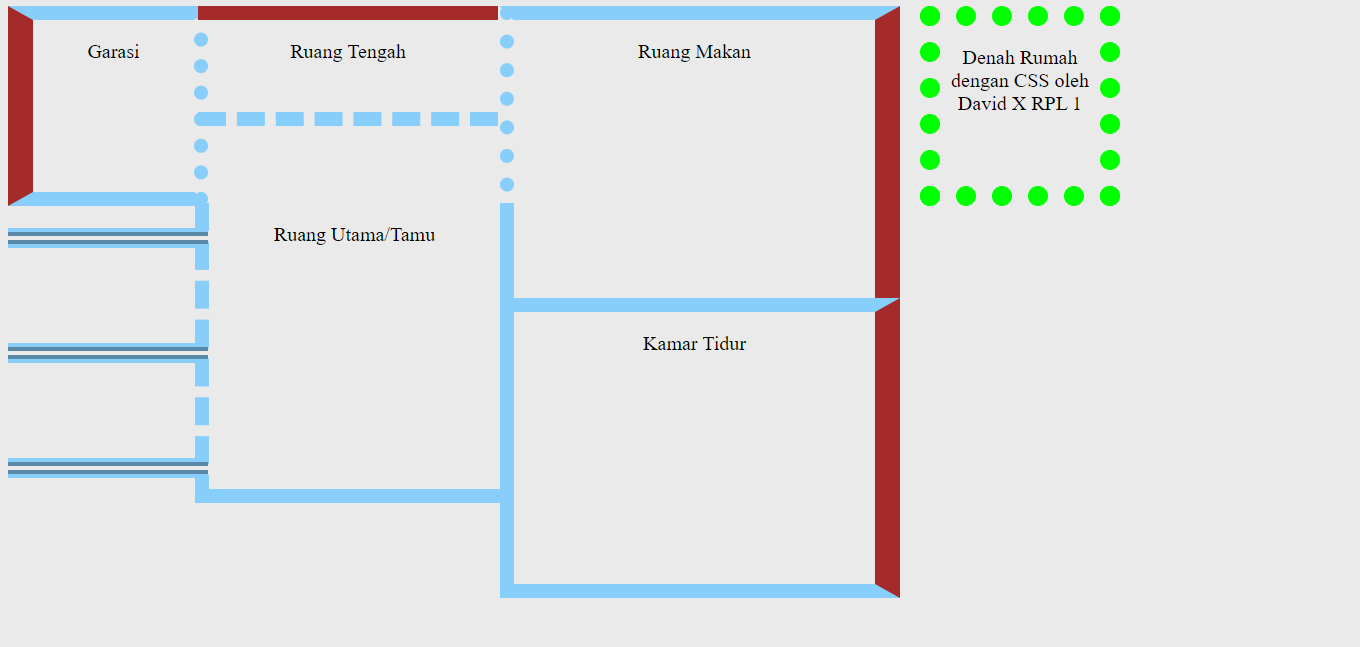 Garasi
Ruang Tengah
Ruang Makan
Denah Rumah
dengan CSS oleh
David X RPL 1
Ruang Utama/Tamu
Kamar Tidur